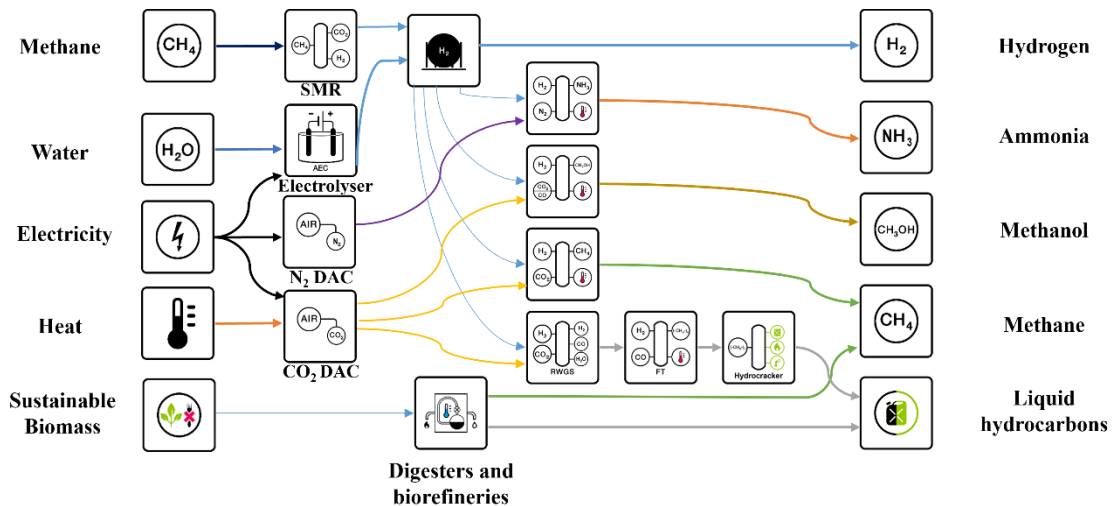 Methane
CH₄
CH₄
CO₂
H₂
SMR
H₂
H₂
Hydrogen
Water
H₂O
− +
AEC
Electrolyser
H₂
NH₃
N₂
NH₃
Ammonia
Electricity
AIR
N₂
N₂ DAC
H₂
CH₃OH
CO₂
CO
CH₃OH
Methanol
Heat
AIR
CO₂
CO₂ DAC
H₂
CH₄
CO₂
CH₄
Methane
H₂
H₂
CO
CO₂
H₂O
RWGS
H₂
(-CH₂-)ₙ
CO
FT
(-CH₂-)ₙ
Hydrocracker
Sustainable
Biomass
Liquid
hydrocarbons
Digesters and
biorefineries